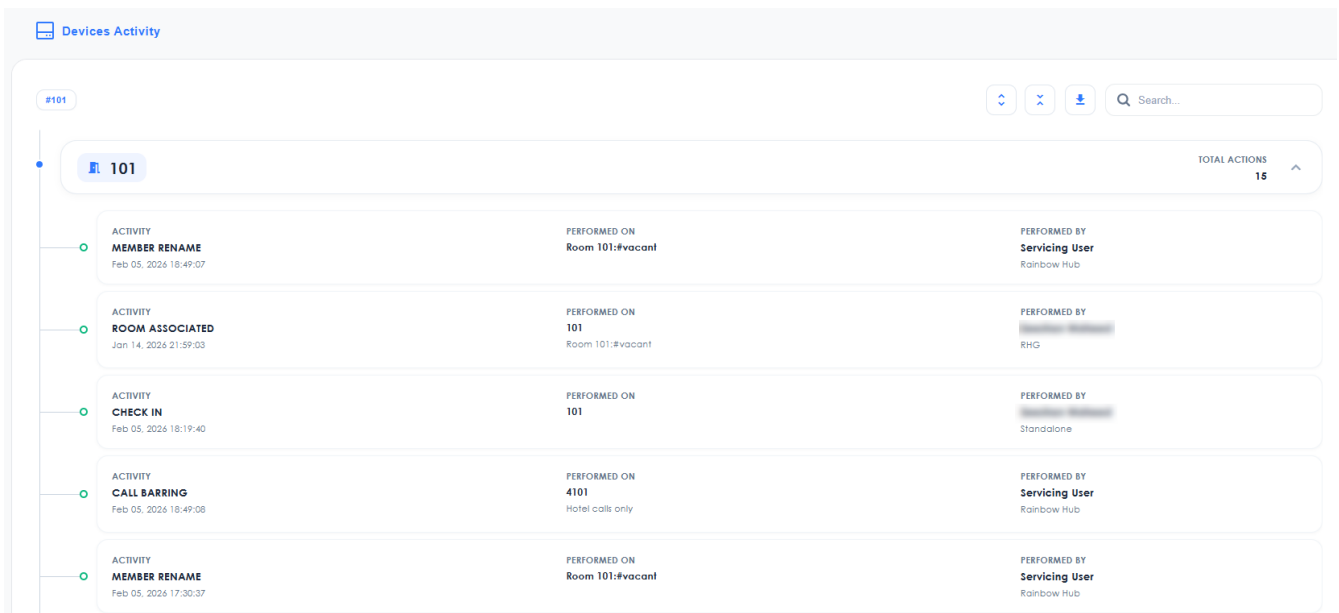 Devices Activity
#101
Search...
101
TOTAL ACTIONS
15
ACTIVITY
MEMBER RENAME
Feb 05, 2026 18:49:07
PERFORMED ON
Room 101:#vacant
PERFORMED BY
Servicing User
Rainbow Hub
ACTIVITY
ROOM ASSOCIATED
Jan 14, 2026 21:59:03
PERFORMED ON
101
Room 101:#vacant
PERFORMED BY
RHG
ACTIVITY
CHECK IN
Feb 05, 2026 18:19:40
PERFORMED ON
101
PERFORMED BY
Standalone
ACTIVITY
CALL BARRING
Feb 05, 2026 18:49:08
PERFORMED ON
4101
Hotel calls only
PERFORMED BY
Servicing User
Rainbow Hub
ACTIVITY
MEMBER RENAME
Feb 05, 2026 17:30:37
PERFORMED ON
Room 101:#vacant
PERFORMED BY
Servicing User
Rainbow Hub